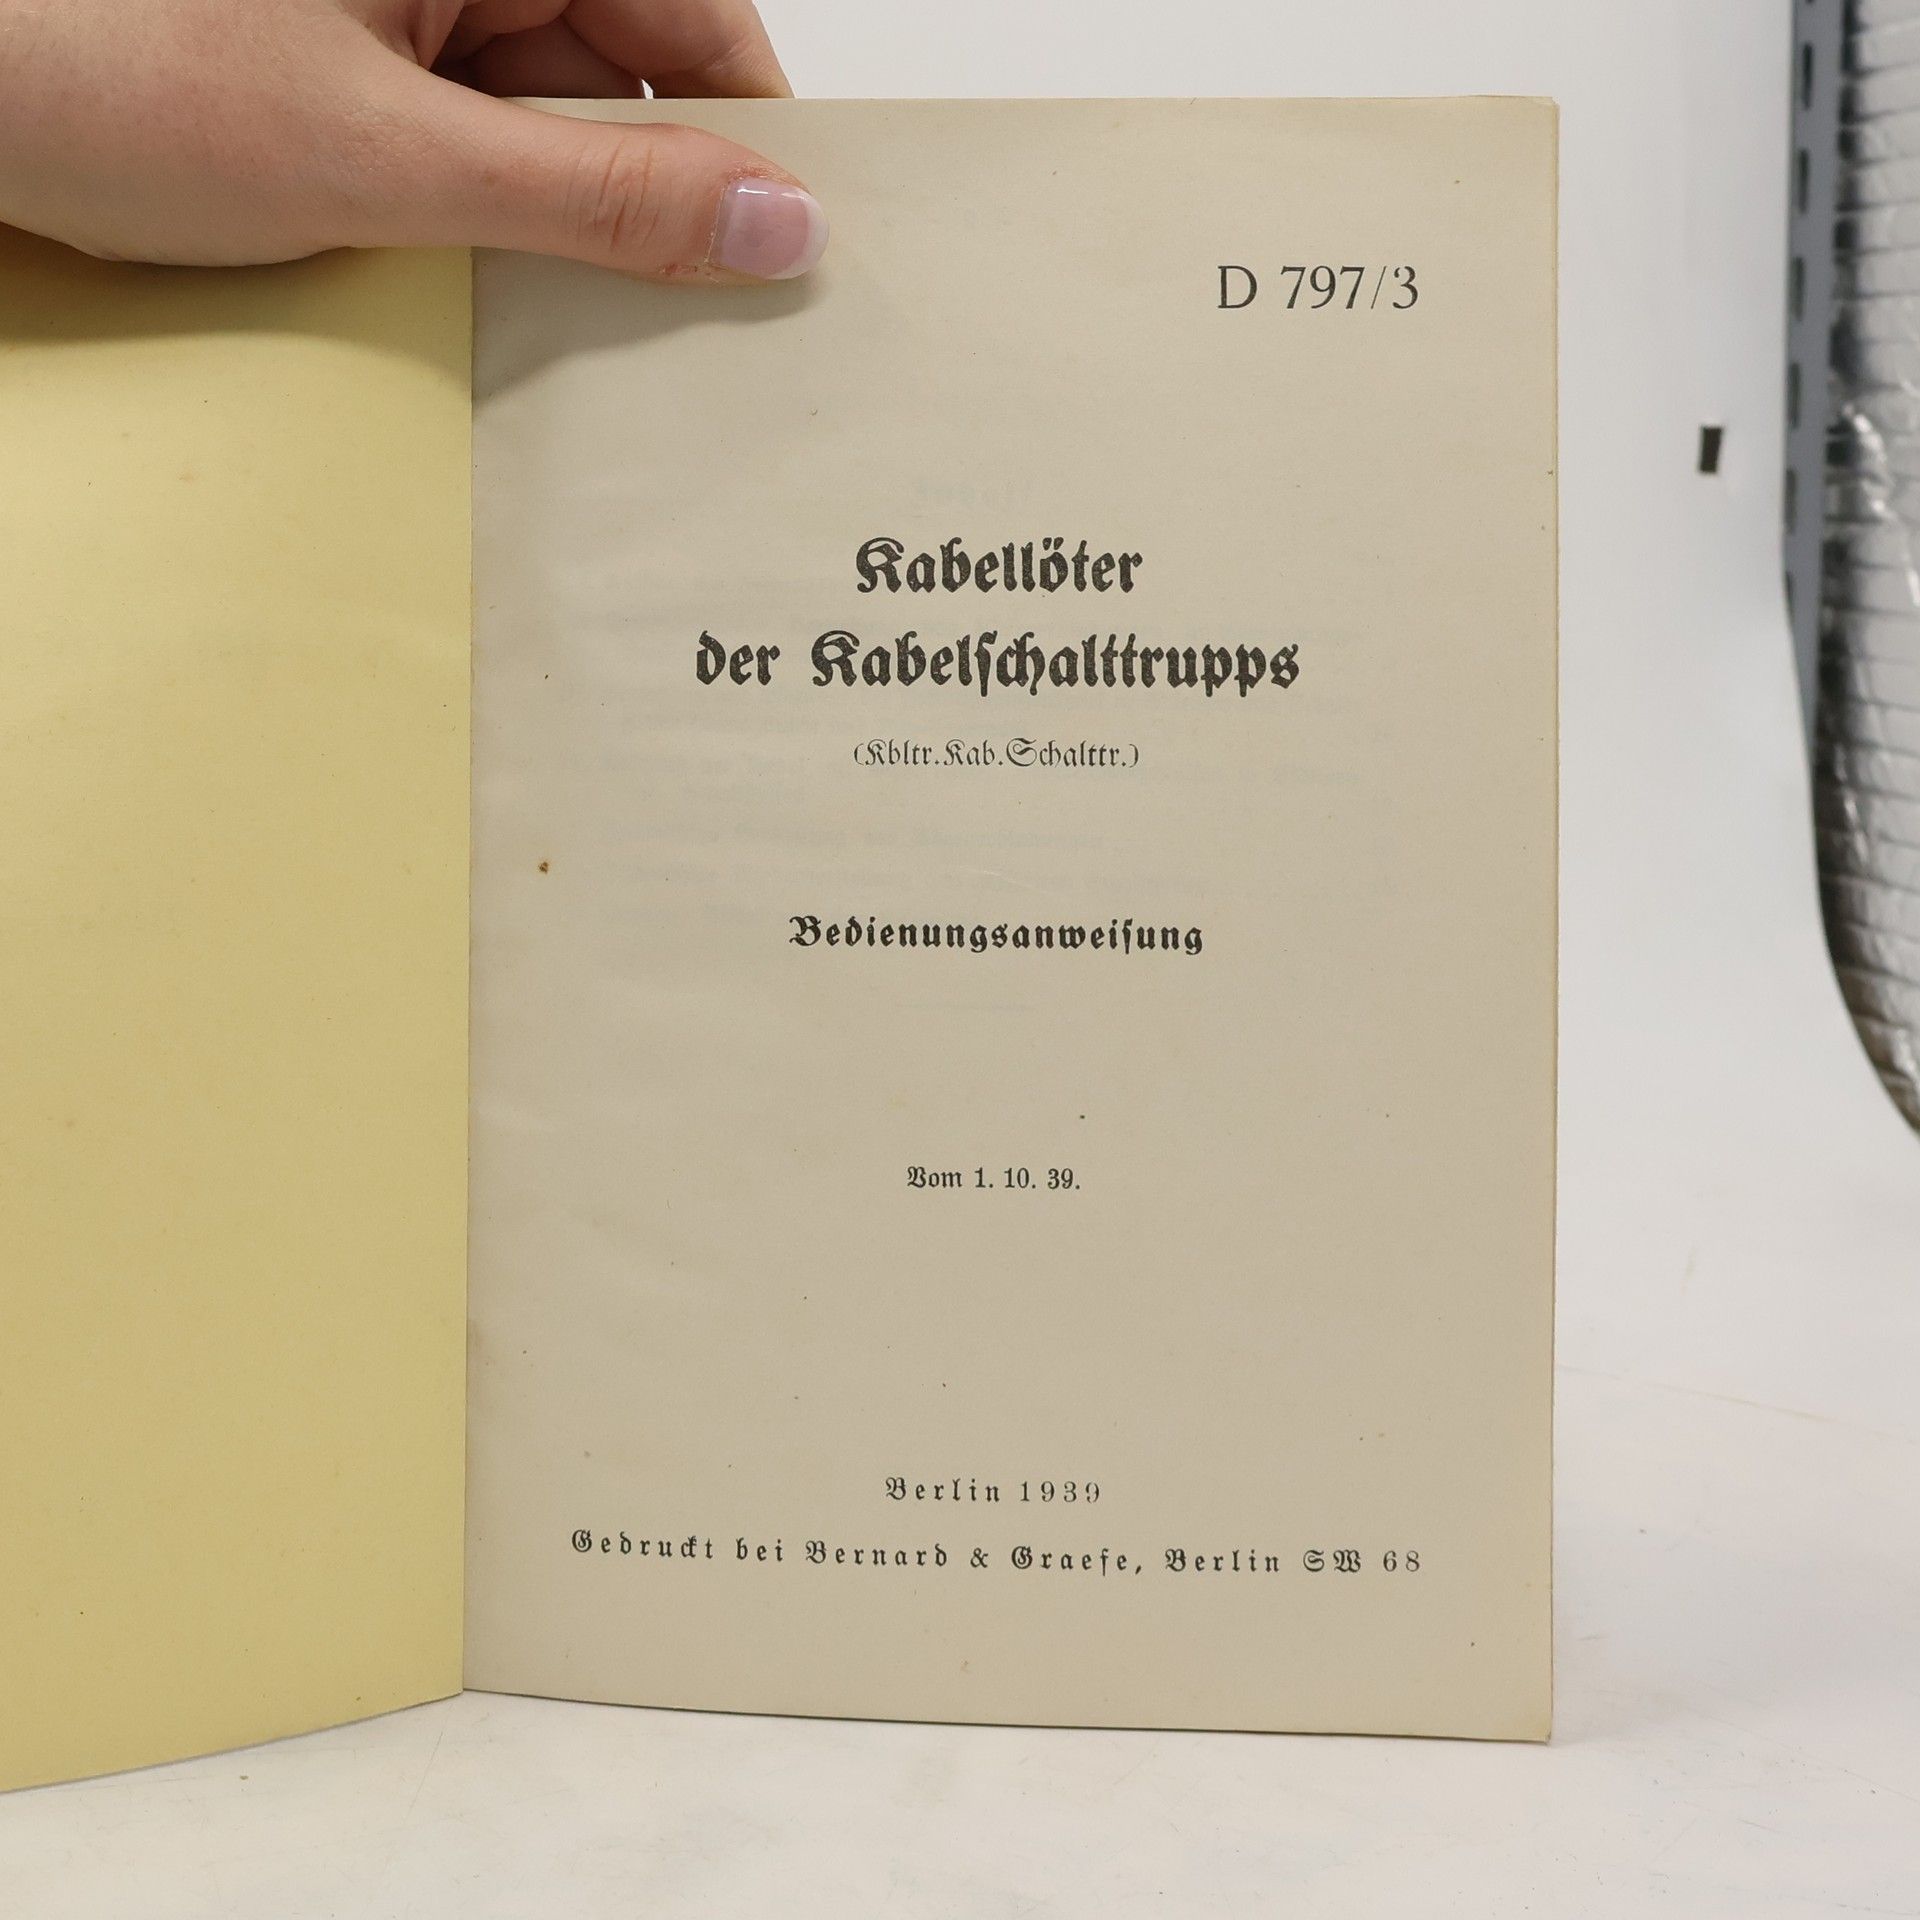 D 797/3
Kabellöter
der Kabelſchalttrupps
(Kbltr.Kab.Schalttr.)
Bedienungsanweiſung
Vom 1. 10. 39.
Berlin 1939
Gedruckt bei Bernard & Graefe, Berlin SW 68